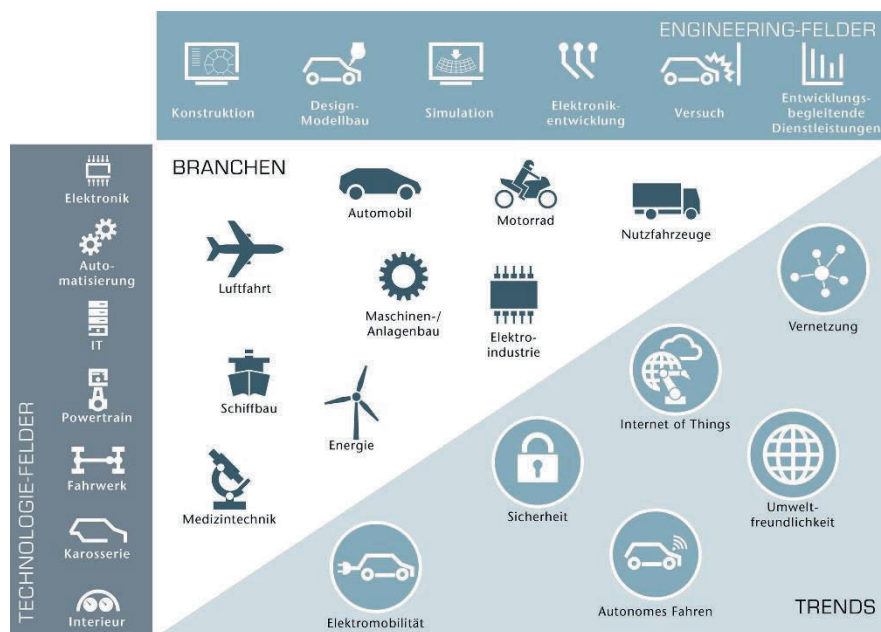 ENGINEERING-FELDER
Konstruktion
Design-
Modellbau
Simulation
Elektronik-
entwicklung
Versuch
Entwicklungs-
begleitende
Dienstleistungen
TECHNOLOGIE-FELDER
Elektronik
Auto-
matisierung
IT
Powertrain
Fahrwerk
Karosserie
Interieur
BRANCHEN
Automobil
Motorrad
Nutzfahrzeuge
Luftfahrt
Maschinen-/
Anlagenbau
Elektro-
industrie
Schiffbau
Energie
Medizintechnik
Vernetzung
Internet of Things
Sicherheit
Umwelt-
freundlichkeit
Elektromobilität
Autonomes Fahren
TRENDS